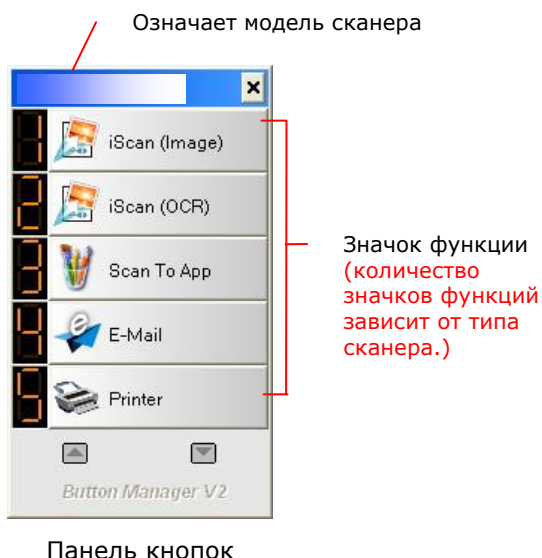 Означает модель сканера
1 iScan (Image)
2 iScan (OCR)
3 Scan To App
4 E-Mail
5 Printer
Button Manager V2
Значок функции
(количество
значков функций
зависит от типа
сканера.)
Панель кнопок